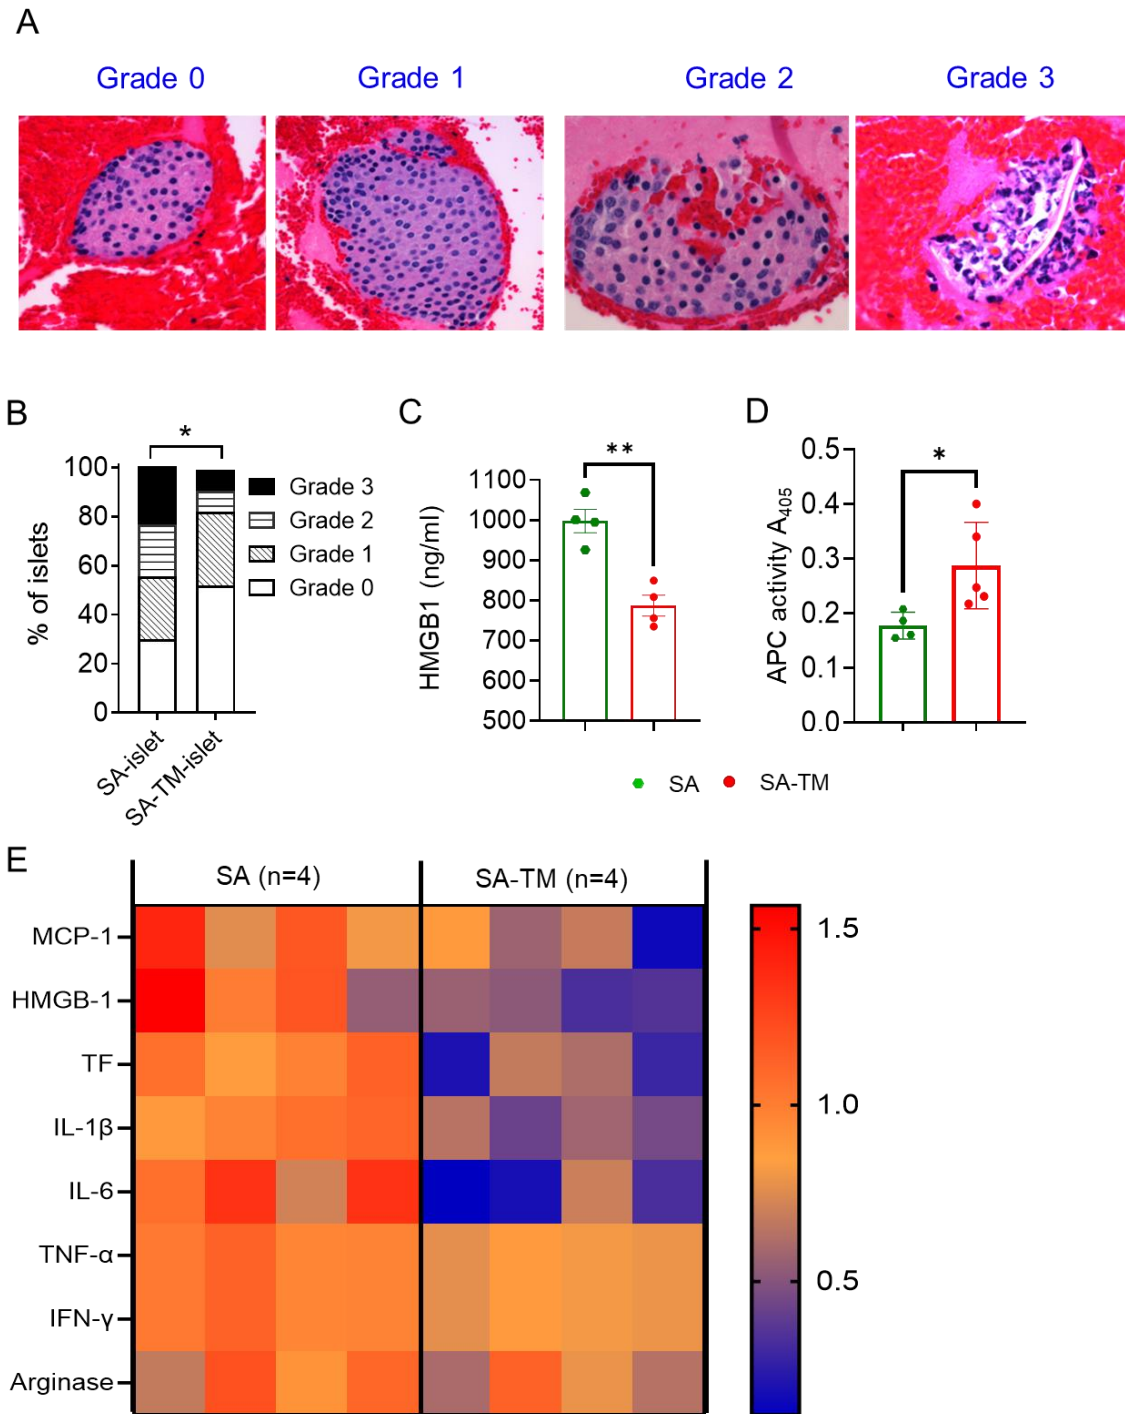 A
Grade 0 Grade 1 Grade 2 Grade 3
B
*
% of islets
100
80
60
40
20
0
SA-islet
SA-TM-islet
Grade 3
Grade 2
Grade 1
Grade 0
C
**
HMGB1 (ng/ml)
1100
1000
900
800
700
600
500
D
*
APC activity A405
0.5
0.4
0.3
0.2
0.1
0.0
SA SA-TM
E
SA (n=4) SA-TM (n=4)
MCP-1
HMGB-1
TF
IL-1β
IL-6
TNF-α
IFN-γ
Arginase
1.5
1.0
0.5